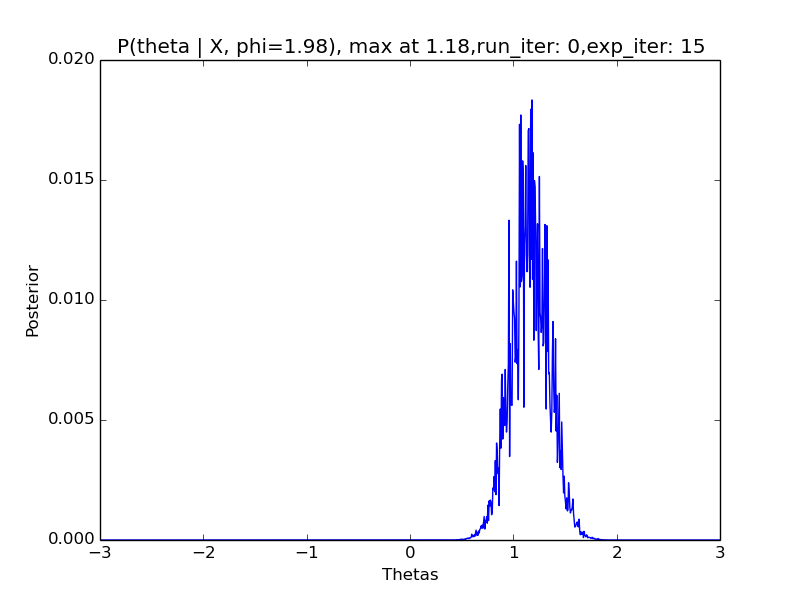 P(theta | X, phi=1.98), max at 1.18,run_iter: 0,exp_iter: 15
0.020
0.015
0.010
0.005
0.000
Posterior
−3 −2 −1 0 1 2 3
Thetas